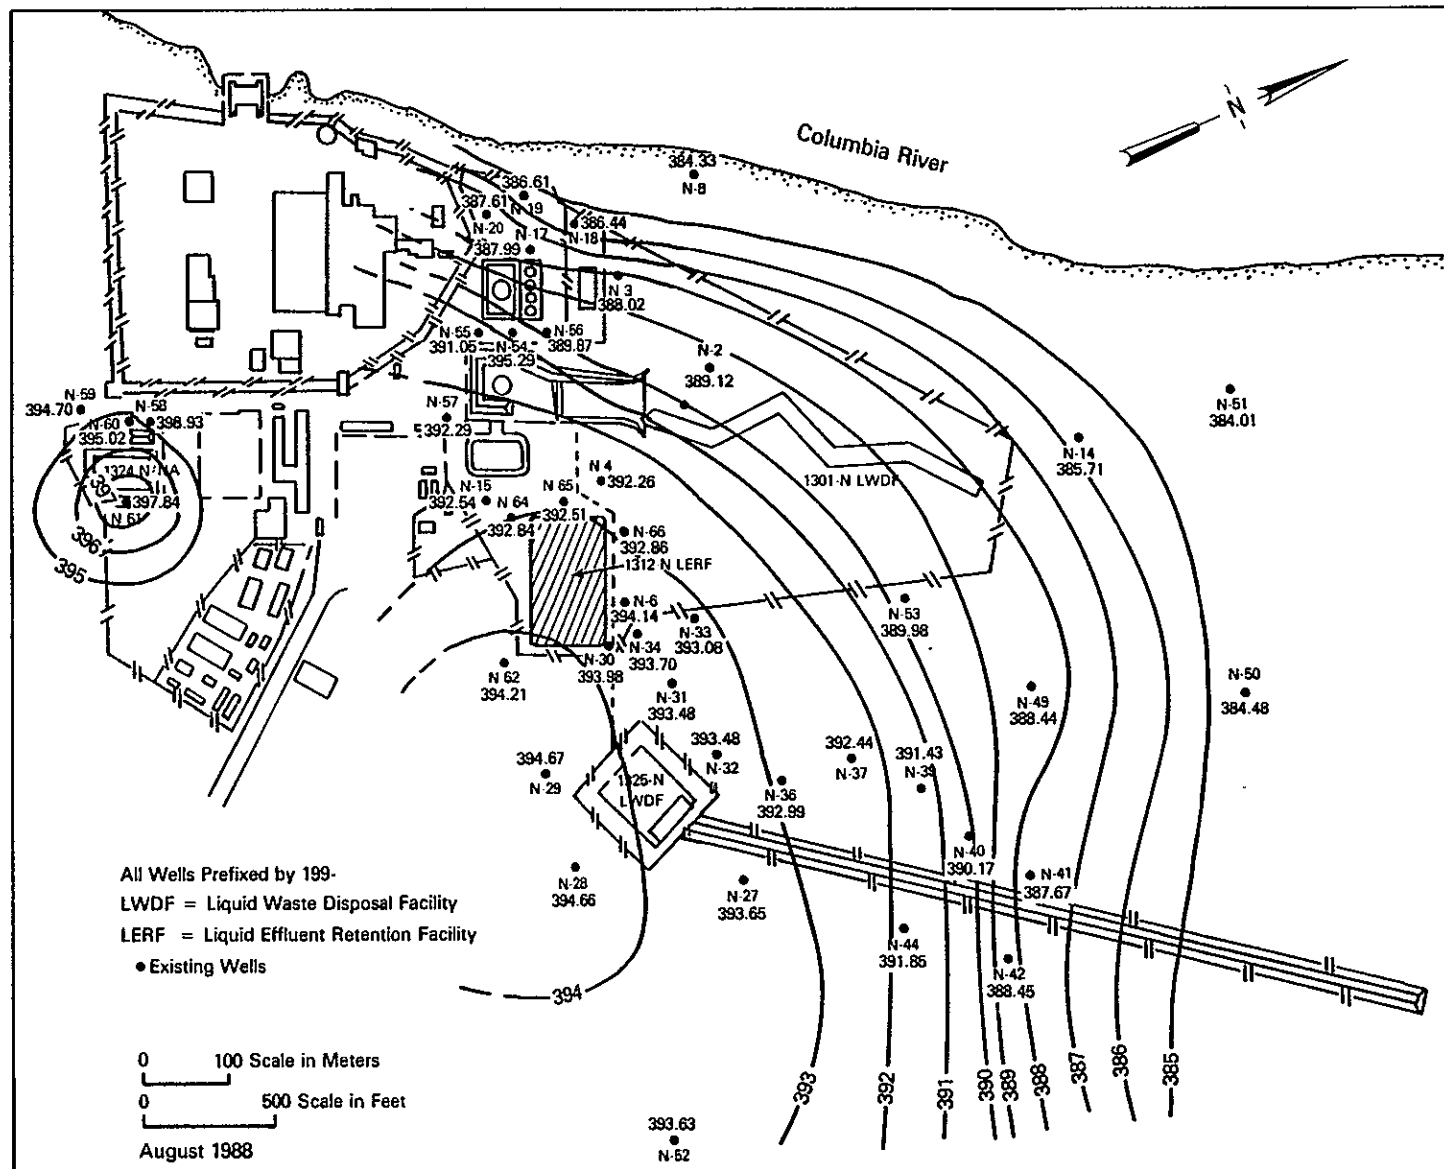 Columbia River
N
384.33
N-8
386.61
N-19
387.61
N-20
386.44
N-18
N-17
387.99
N 3
388.02
N-55
391.05
N-54
395.29
N-56
389.87
N-2
389.12
N-59
394.70
N-58
398.93
N-60
395.02
1324 N/NA
397.84
N 61
396
395
N-57
392.29
N-51
384.01
N-14
385.71
1301-N LWDF
N 4
392.26
N-15
392.54
N 64
392.84
N 65
392.51
N-66
392.86
1312 N LERF
N-6
394.14
N-33
393.08
N-34
393.70
N-30
393.98
N 62
394.21
N-31
393.48
N-53
389.98
N-49
388.44
N-50
384.48
394.67
N-29
393.48
N-32
392.44
N-37
391.43
N-39
1325-N
LWDF
N-36
392.99
N-40
390.17
N-41
387.67
N-28
394.66
N-27
393.65
N-44
391.85
N-42
388.45
394
393
392
391
390
389
388
387
386
385
393.63
N-52
All Wells Prefixed by 199-
LWDF = Liquid Waste Disposal Facility
LERF = Liquid Effluent Retention Facility
Existing Wells
0 100 Scale in Meters
0 500 Scale in Feet
August 1988